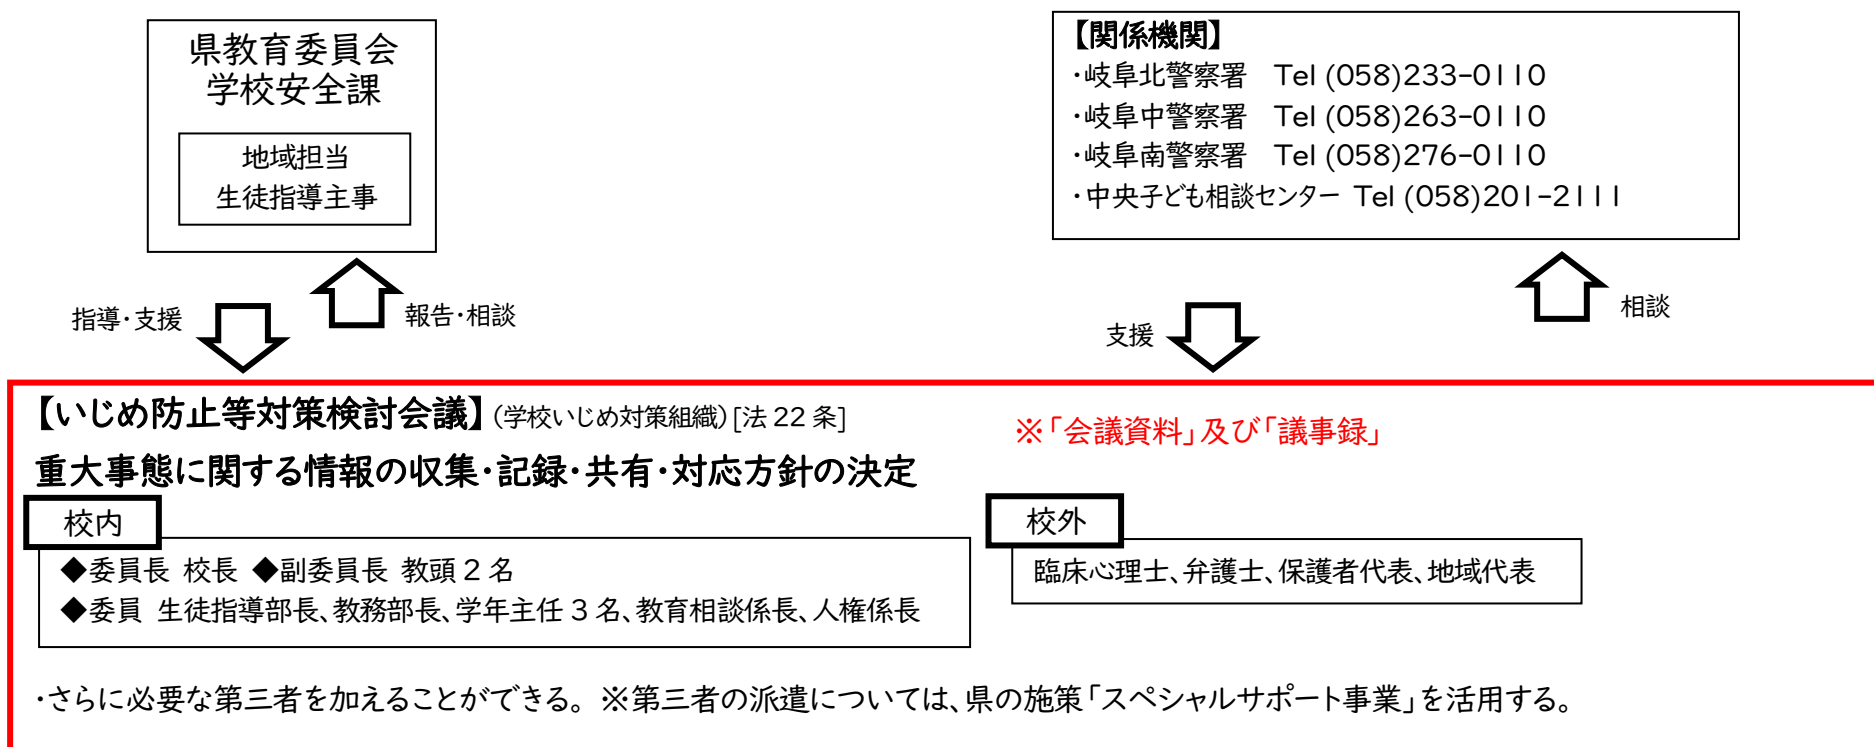 県教育委員会
学校安全課
地域担当
生徒指導主事
【関係機関】
・岐阜北警察署　Tel (058)233-0110
・岐阜中警察署　Tel (058)263-0110
・岐阜南警察署　Tel (058)276-0110
・中央子ども相談センター Tel (058)201-2111
指導・支援
報告・相談
支援
相談
【いじめ防止等対策検討会議】(学校いじめ対策組織)[法 22 条]
※「会議資料」及び「議事録」
重大事態に関する情報の収集・記録・共有・対応方針の決定
校内
◆委員長 校長 ◆副委員長 教頭 2 名
◆委員 生徒指導部長、教務部長、学年主任 3 名、教育相談係長、人権係長
校外
臨床心理士、弁護士、保護者代表、地域代表
・さらに必要な第三者を加えることができる。※第三者の派遣については、県の施策「スペシャルサポート事業」を活用する。